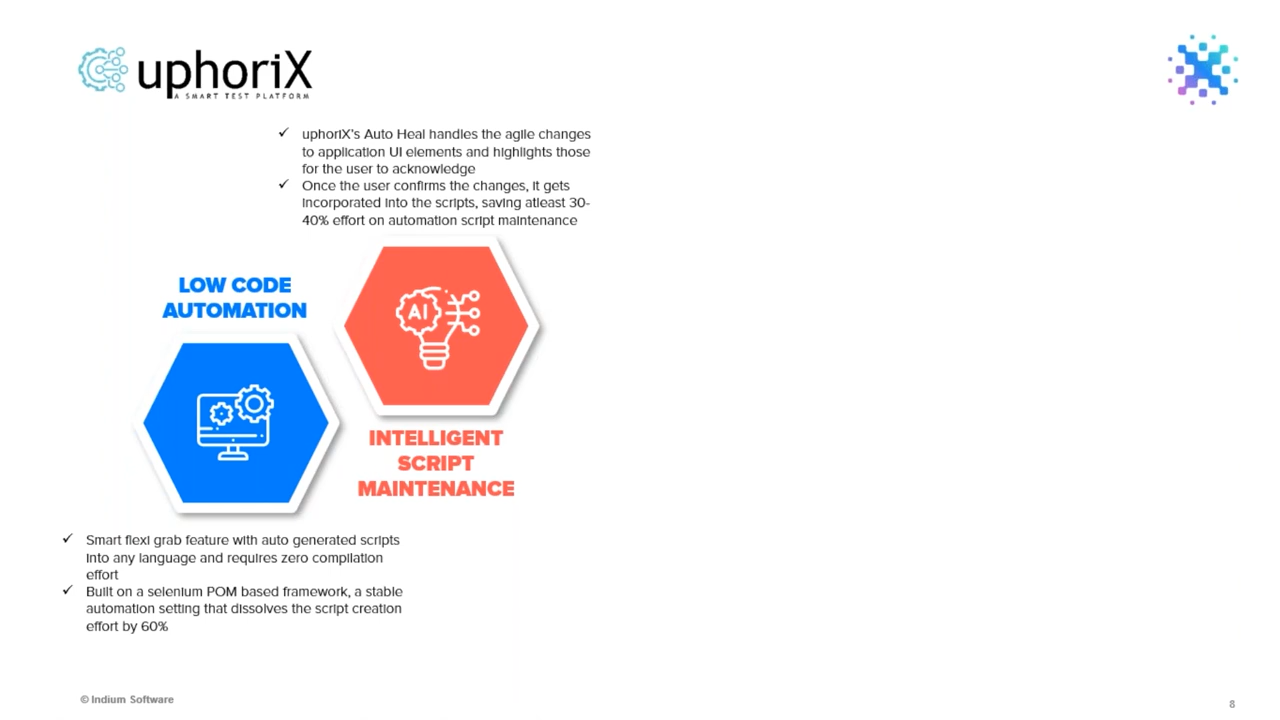 uphoriX
A SMART TEST PLATFORM
✓ uphoriX's Auto Heal handles the agile changes
to application UI elements and highlights those
for the user to acknowledge
✓ Once the user confirms the changes, it gets
incorporated into the scripts, saving atleast 30-
40% effort on automation script maintenance
LOW CODE
AUTOMATION
AI
INTELLIGENT
SCRIPT
MAINTENANCE
✓ Smart flexi grab feature with auto generated scripts
into any language and requires zero compilation
effort
✓ Built on a selenium POM based framework, a stable
automation setting that dissolves the script creation
effort by 60%
© Indium Software
8